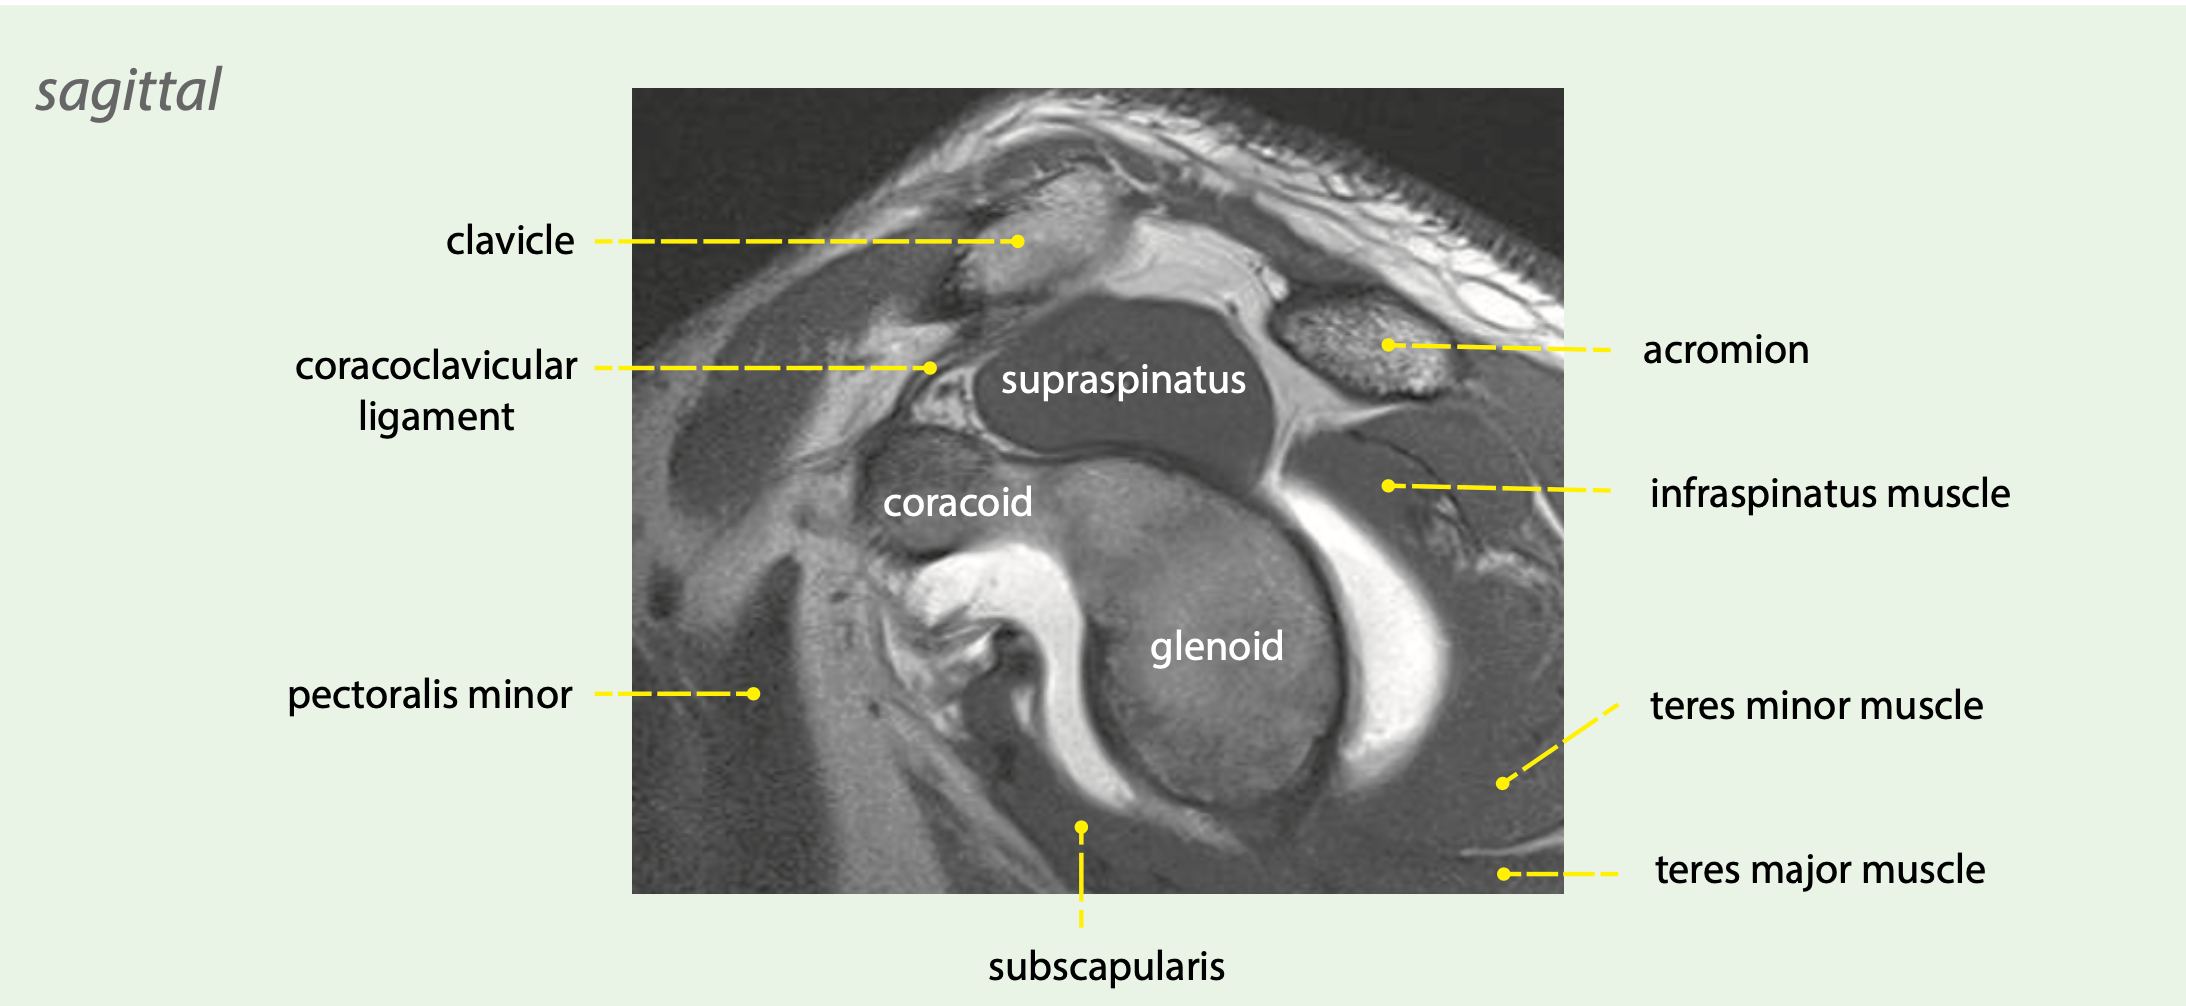 sagittal
clavicle
coracoclavicular
ligament
supraspinatus
acromion
coracoid
infraspinatus muscle
glenoid
pectoralis minor
teres minor muscle
teres major muscle
subscapularis